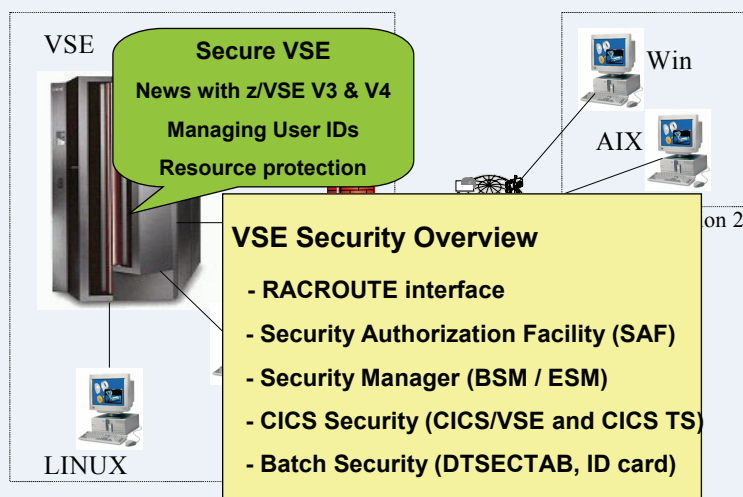 VSE
Secure VSE
News with z/VSE V3 & V4
Managing User IDs
Resource protection
Win
AIX
on 2
VSE Security Overview
- RACROUTE interface
- Security Authorization Facility (SAF)
- Security Manager (BSM / ESM)
- CICS Security (CICS/VSE and CICS TS)
- Batch Security (DTSECTAB, ID card)
LINUX